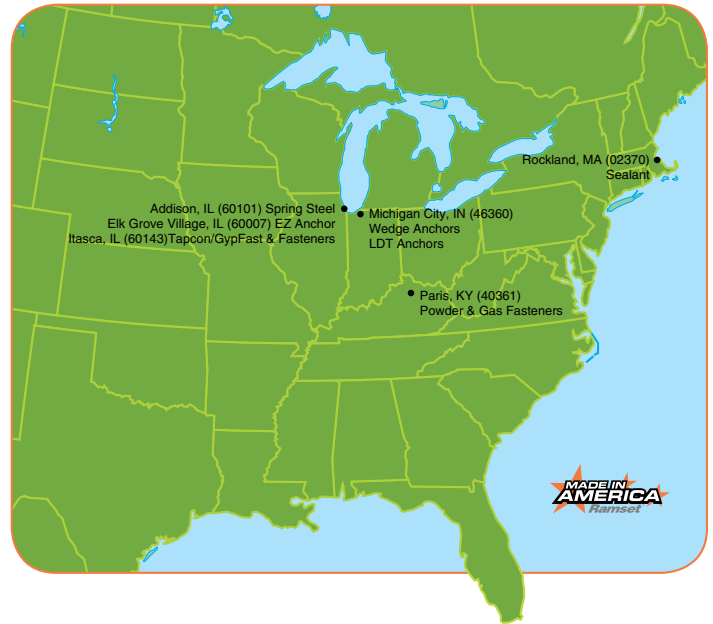 Rockland, MA (02370)
Sealant
Addison, IL (60101) Spring Steel
Elk Grove Village, IL (60007) EZ Anchor
Itasca, IL (60143)Tapcon/GypFast & Fasteners
Michigan City, IN (46360)
Wedge Anchors
LDT Anchors
Paris, KY (40361)
Powder & Gas Fasteners
MADE IN
AMERICA
Ramset